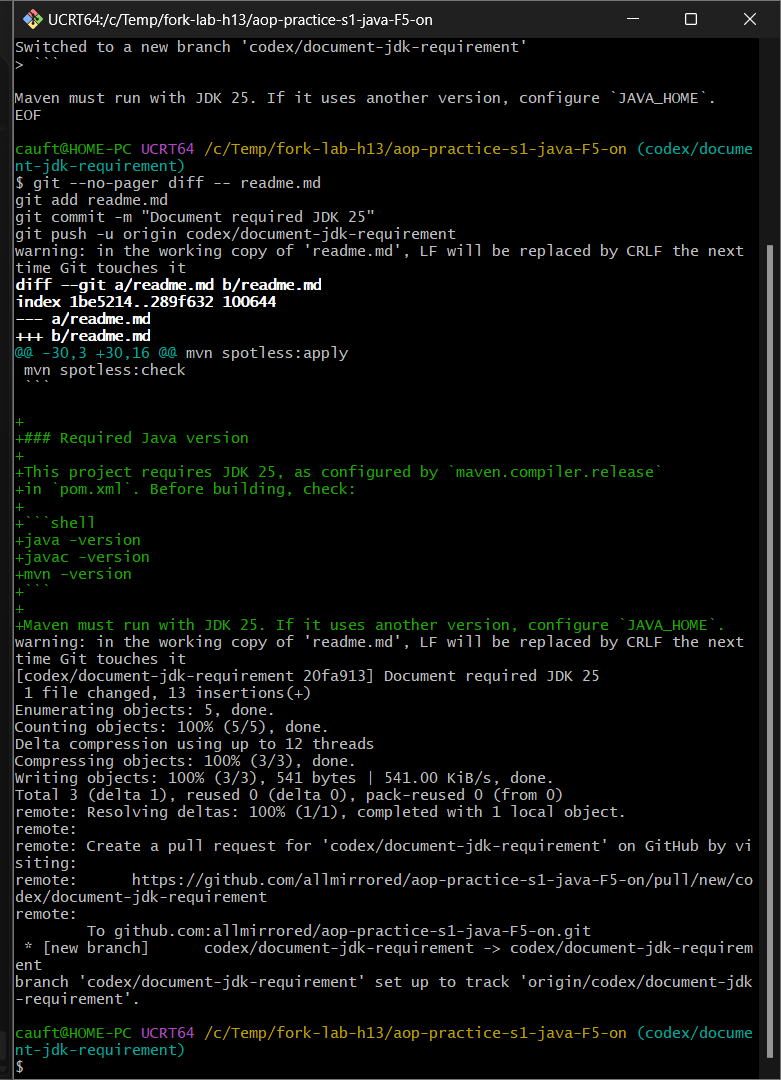 UCRT64:/c/Temp/fork-lab-h13/aop-practice-s1-java-F5-on
Switched to a new branch 'codex/document-jdk-requirement'
> ```
Maven must run with JDK 25. If it uses another version, configure `JAVA_HOME`.
EOF
cauft@HOME-PC UCRT64 /c/Temp/fork-lab-h13/aop-practice-s1-java-F5-on (codex/docume
nt-jdk-requirement)
$ git --no-pager diff -- readme.md
git add readme.md
git commit -m "Document required JDK 25"
git push -u origin codex/document-jdk-requirement
warning: in the working copy of 'readme.md', LF will be replaced by CRLF the next
time Git touches it
diff --git a/readme.md b/readme.md
index 1be5214..289f632 100644
--- a/readme.md
+++ b/readme.md
@@ -30,3 +30,16 @@ mvn spotless:apply
 mvn spotless:check
 ```
+
+### Required Java version
+
+This project requires JDK 25, as configured by `maven.compiler.release`
+in `pom.xml`. Before building, check:
+
+```shell
+java -version
+javac -version
+mvn -version
+```
+
+Maven must run with JDK 25. If it uses another version, configure `JAVA_HOME`.
warning: in the working copy of 'readme.md', LF will be replaced by CRLF the next
time Git touches it
[codex/document-jdk-requirement 20fa913] Document required JDK 25
 1 file changed, 13 insertions(+)
Enumerating objects: 5, done.
Counting objects: 100% (5/5), done.
Delta compression using up to 12 threads
Compressing objects: 100% (3/3), done.
Writing objects: 100% (3/3), 541 bytes | 541.00 KiB/s, done.
Total 3 (delta 1), reused 0 (delta 0), pack-reused 0 (from 0)
remote: Resolving deltas: 100% (1/1), completed with 1 local object.
remote:
remote: Create a pull request for 'codex/document-jdk-requirement' on GitHub by vi
siting:
remote:      https://github.com/allmirrored/aop-practice-s1-java-F5-on/pull/new/co
dex/document-jdk-requirement
remote:
        To github.com:allmirrored/aop-practice-s1-java-F5-on.git
 * [new branch]      codex/document-jdk-requirement -> codex/document-jdk-requirem
ent
branch 'codex/document-jdk-requirement' set up to track 'origin/codex/document-jdk
-requirement'.
cauft@HOME-PC UCRT64 /c/Temp/fork-lab-h13/aop-practice-s1-java-F5-on (codex/docume
nt-jdk-requirement)
$